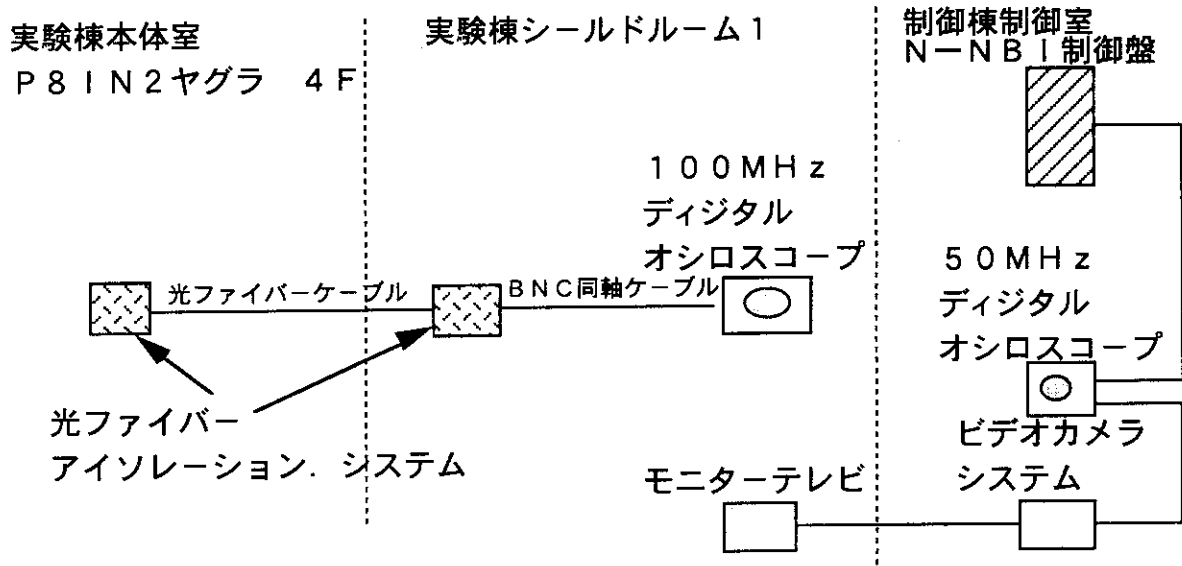 実験棟本体室
P8IN2ヤグラ 4F
実験棟シールドルーム1
制御棟制御室
N−NBI制御盤
100MHz
ディジタル
オシロスコープ
50MHz
ディジタル
オシロスコープ
光ファイバーケーブル
BNC同軸ケーブル
光ファイバー
アイソレーション. システム
モニターテレビ
ビデオカメラ
システム